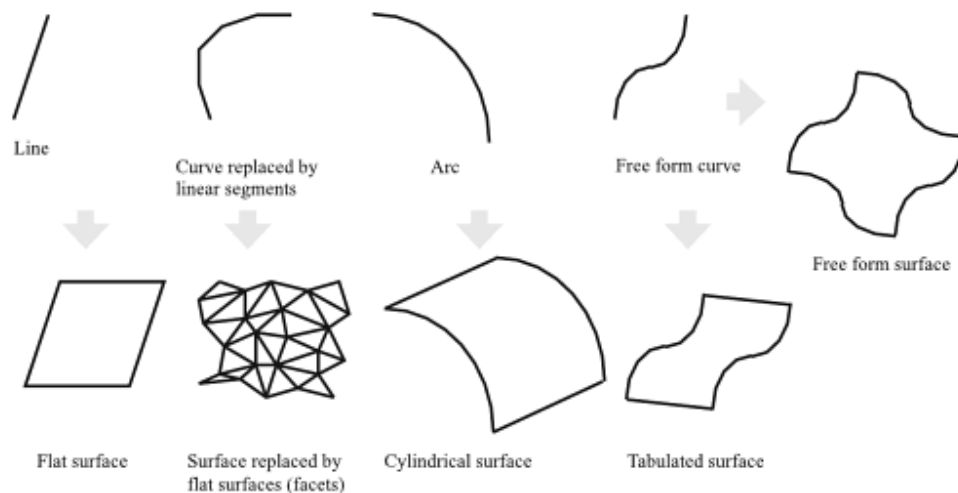 Line
Curve replaced by
linear segments
Arc
Free form curve
Free form surface
Flat surface
Surface replaced by
flat surfaces (facets)
Cylindrical surface
Tabulated surface